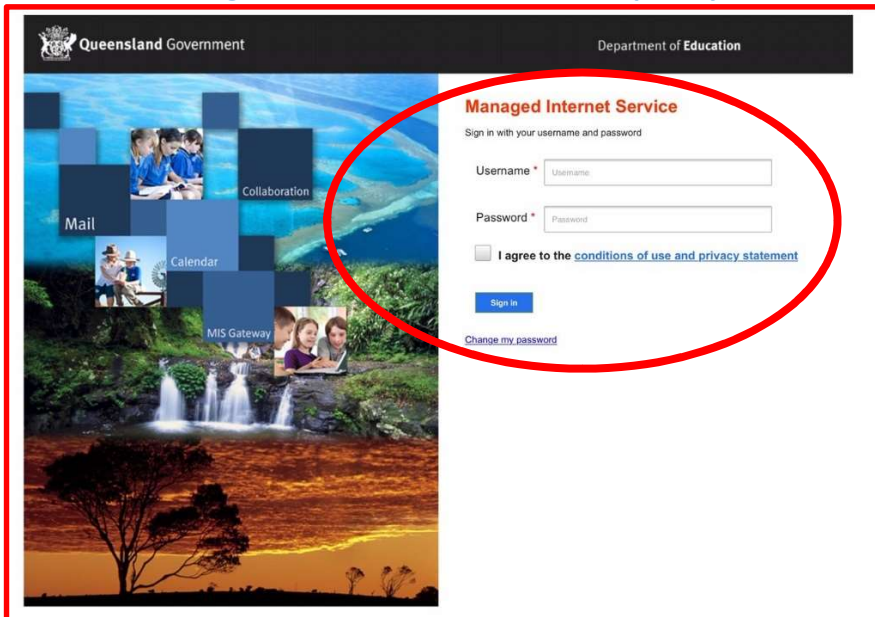 Queensland Government
Department of Education
Managed Internet Service
Sign in with your username and password
Username * Username
Password * Password
I agree to the conditions of use and privacy statement
Sign in
Change my password
Collaboration
Mail
Calendar
MIS Gateway